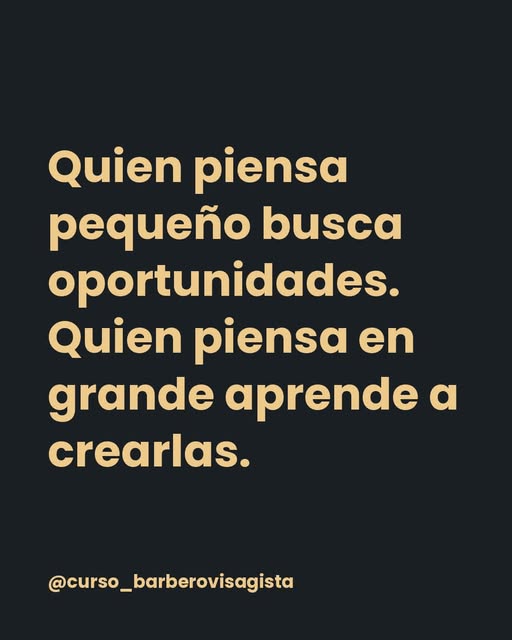 Quien piensa
pequeño busca
oportunidades.
Quien piensa en
grande aprende a
crearlas.
@curso_barberovisagista